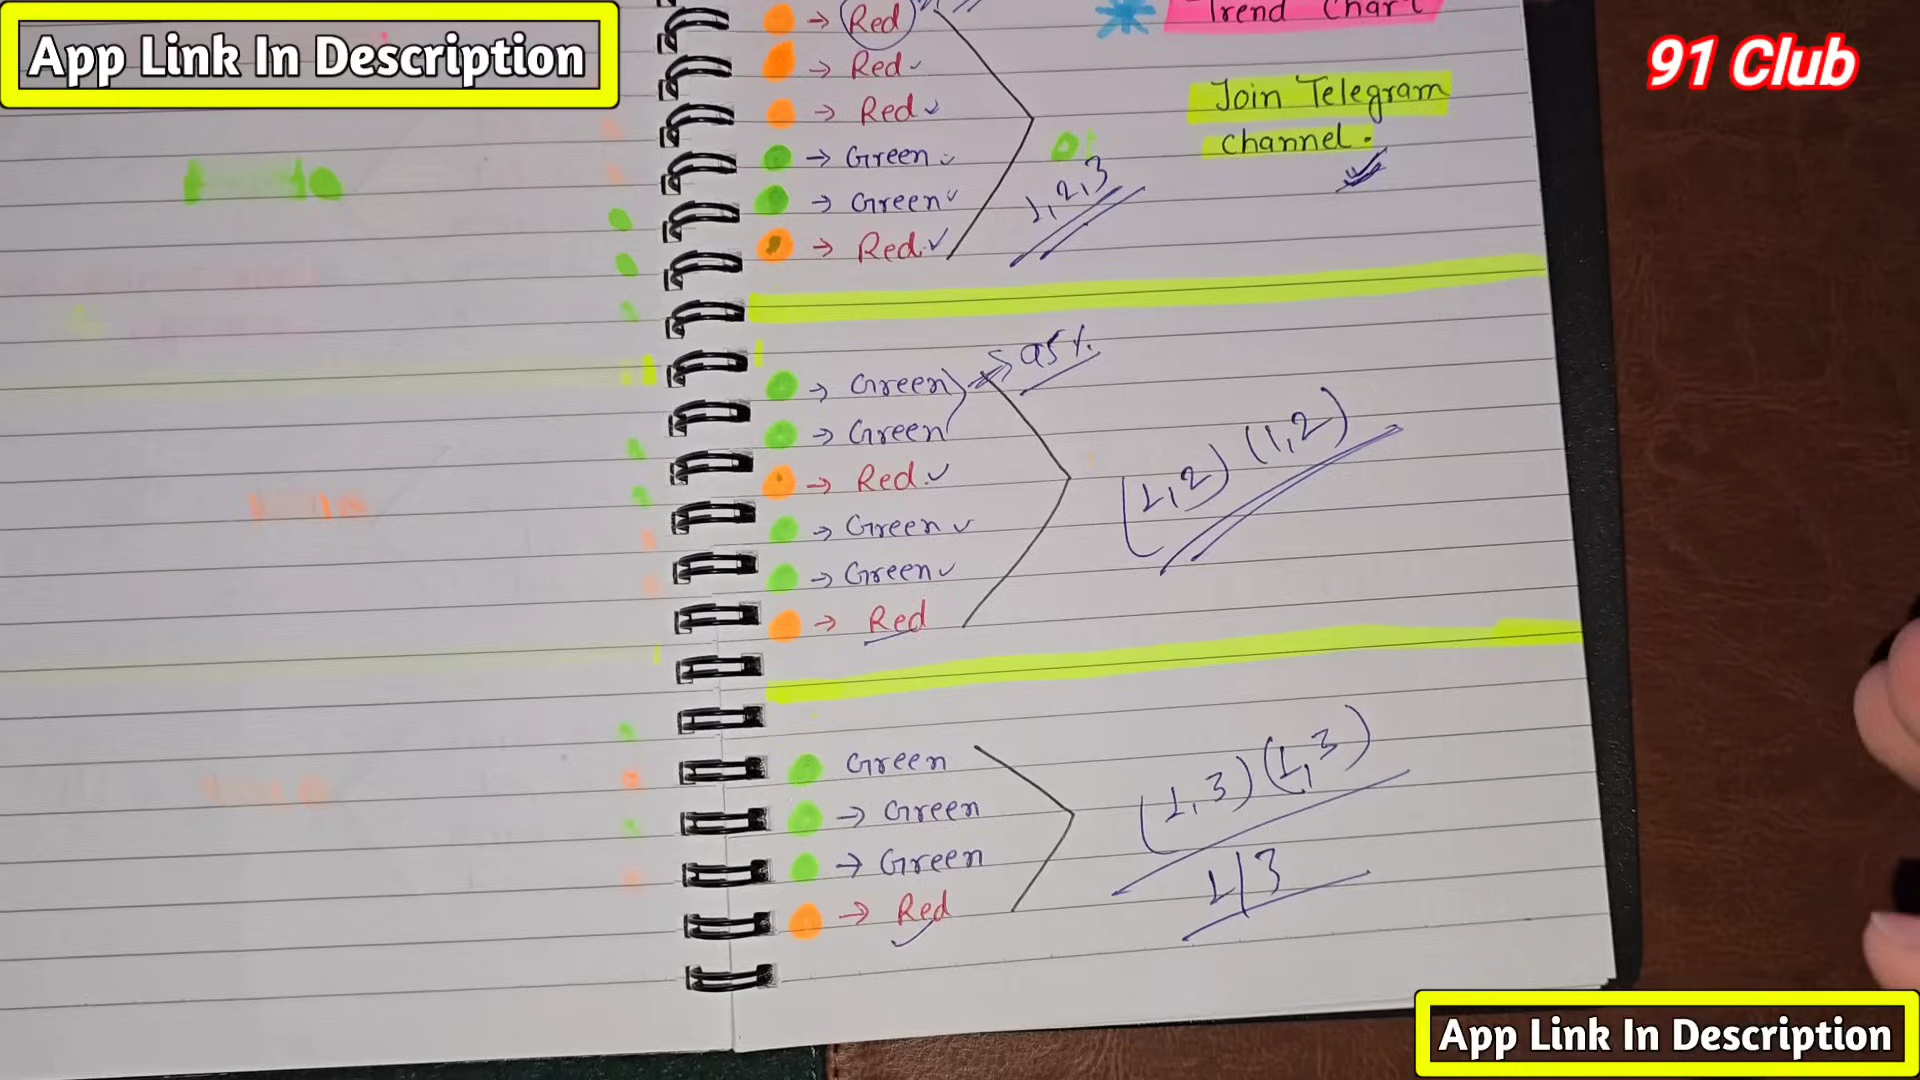 App Link In Description
91 Club
Trend Chart
→ Red
→ Red
→ Red
→ Green
→ Green
→ Red
Join Telegram
channel.
1,2,3
→ Green
→ Green
→ Red
→ Green
→ Green
→ Red
95%
(1,2) (1,2)
Green
→ Green
→ Green
→ Red
(1,3) (1,3)
1/3
App Link In Description